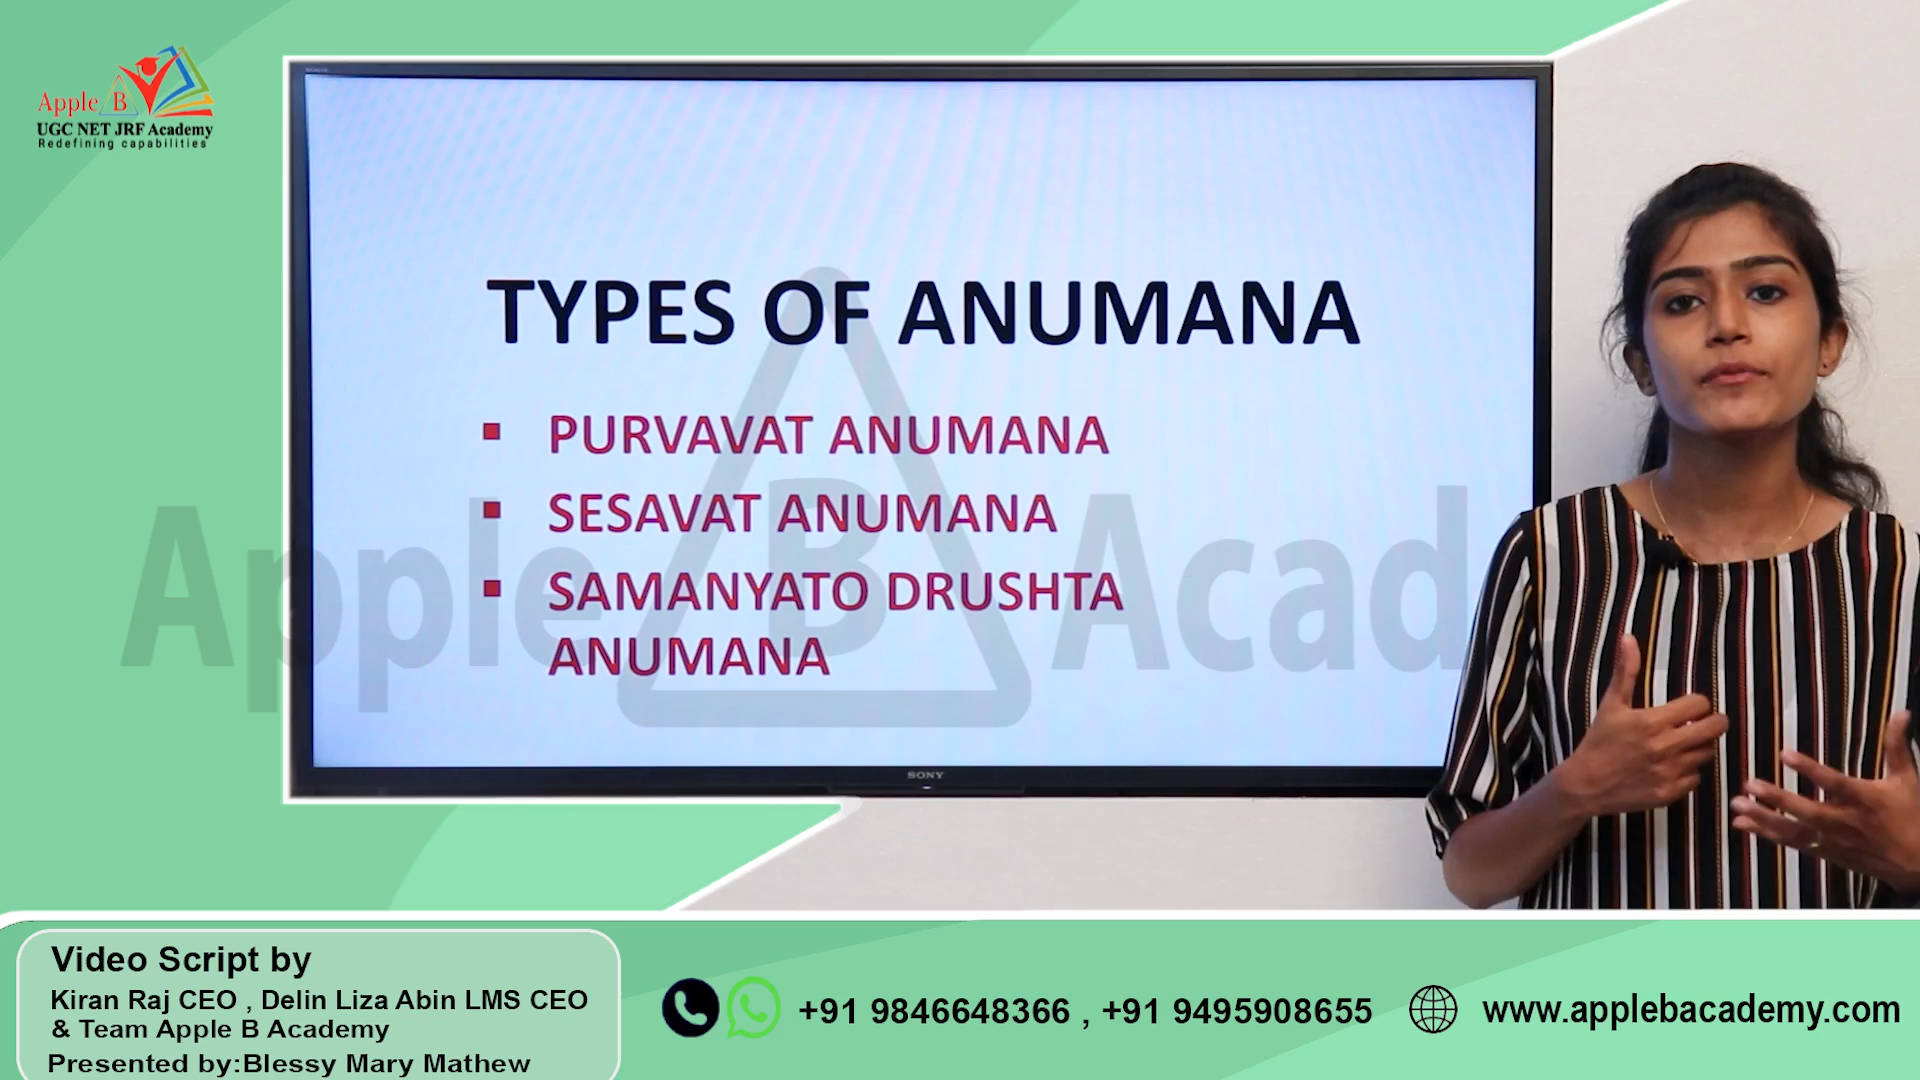 Apple B
UGC NET JRF Academy
Redefining capabilities
TYPES OF ANUMANA
▪ PURVAVAT ANUMANA
▪ SESAVAT ANUMANA
▪ SAMANYATO DRUSHTA
ANUMANA
Apple B Acade
SONY
Video Script by
Kiran Raj CEO , Delin Liza Abin LMS CEO
& Team Apple B Academy
Presented by:Blessy Mary Mathew
+91 9846648366 , +91 9495908655
www.applebacademy.com